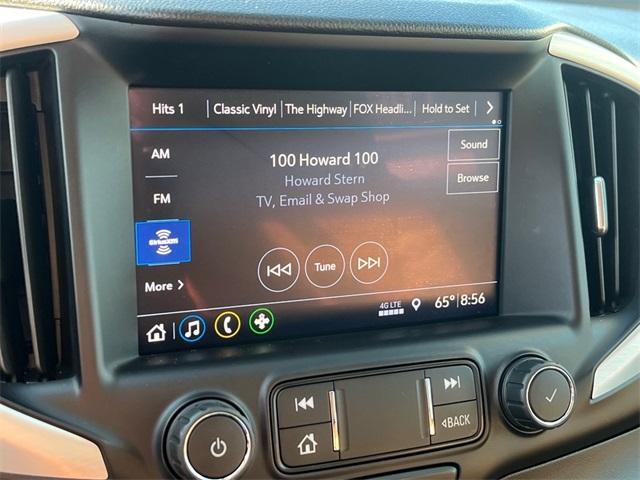 Hits 1 Classic Vinyl The Highway FOX Headli... Hold to Set
AM
100 Howard 100
Sound
Howard Stern
Browse
FM
TV, Email & Swap Shop
SiriusXM
Tune
More
4G LTE
65° 8:56
BACK